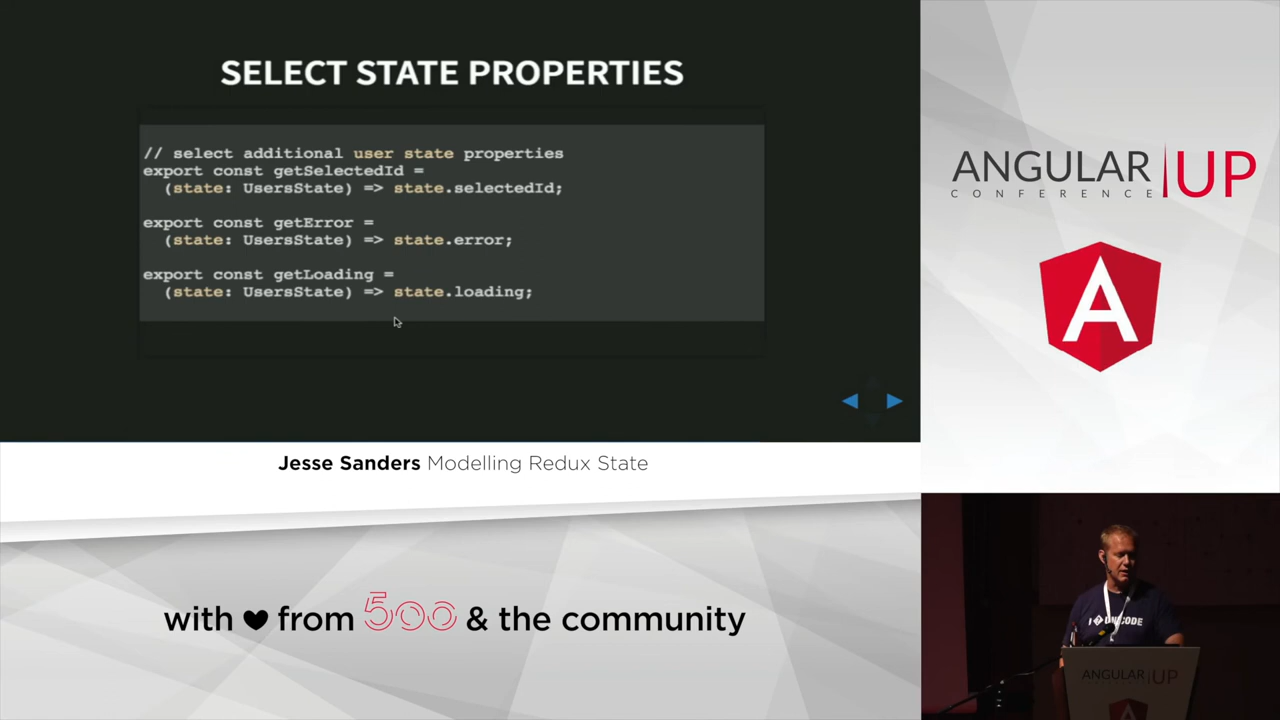 SELECT STATE PROPERTIES
// select additional user state properties
export const getSelectedId =
(state: UsersState) => state.selectedId;
export const getError =
(state: UsersState) => state.error;
export const getLoading =
(state: UsersState) => state.loading;
Jesse Sanders Modelling Redux State
with from 500 & the community
ANGULAR UP
CONFERENCE
A
ANGULAR UP